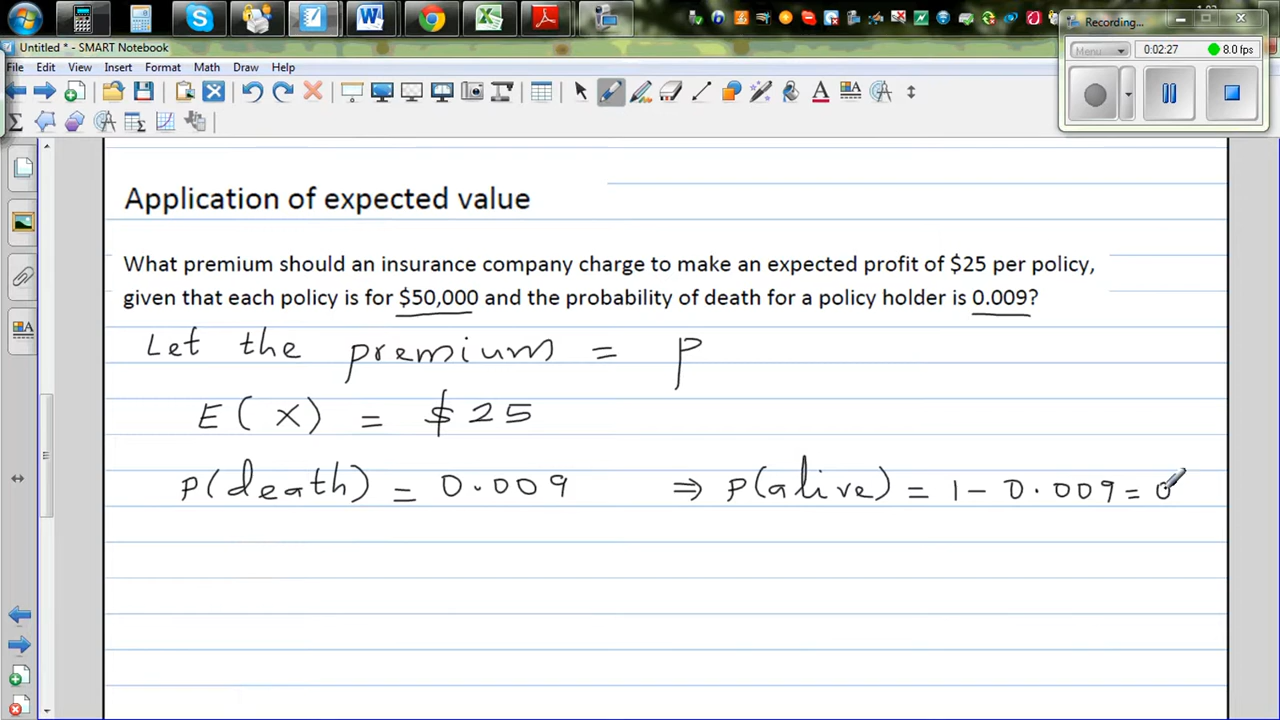 Untitled * - SMART Notebook
File Edit View Insert Format Math Draw Help
Recording...
Menu 0:02:27 8.0 fps
Application of expected value
What premium should an insurance company charge to make an expected profit of $25 per policy,
given that each policy is for $50,000 and the probability of death for a policy holder is 0.009?
Let the premium = P
E(X) = $25
P(death) = 0.009 ⇒ P(alive) = 1 - 0.009 = 0